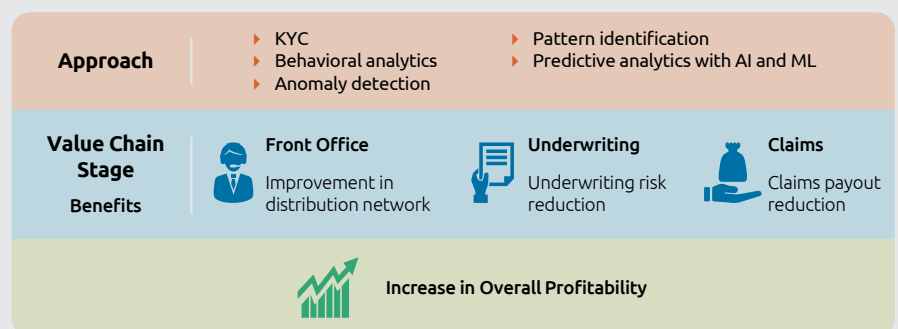 Approach
KYC
Behavioral analytics
Anomaly detection
Pattern identification
Predictive analytics with AI and ML
Value Chain
Stage
Benefits
Front Office
Improvement in
distribution network
Underwriting
Underwriting risk
reduction
Claims
Claims payout
reduction
Increase in Overall Profitability